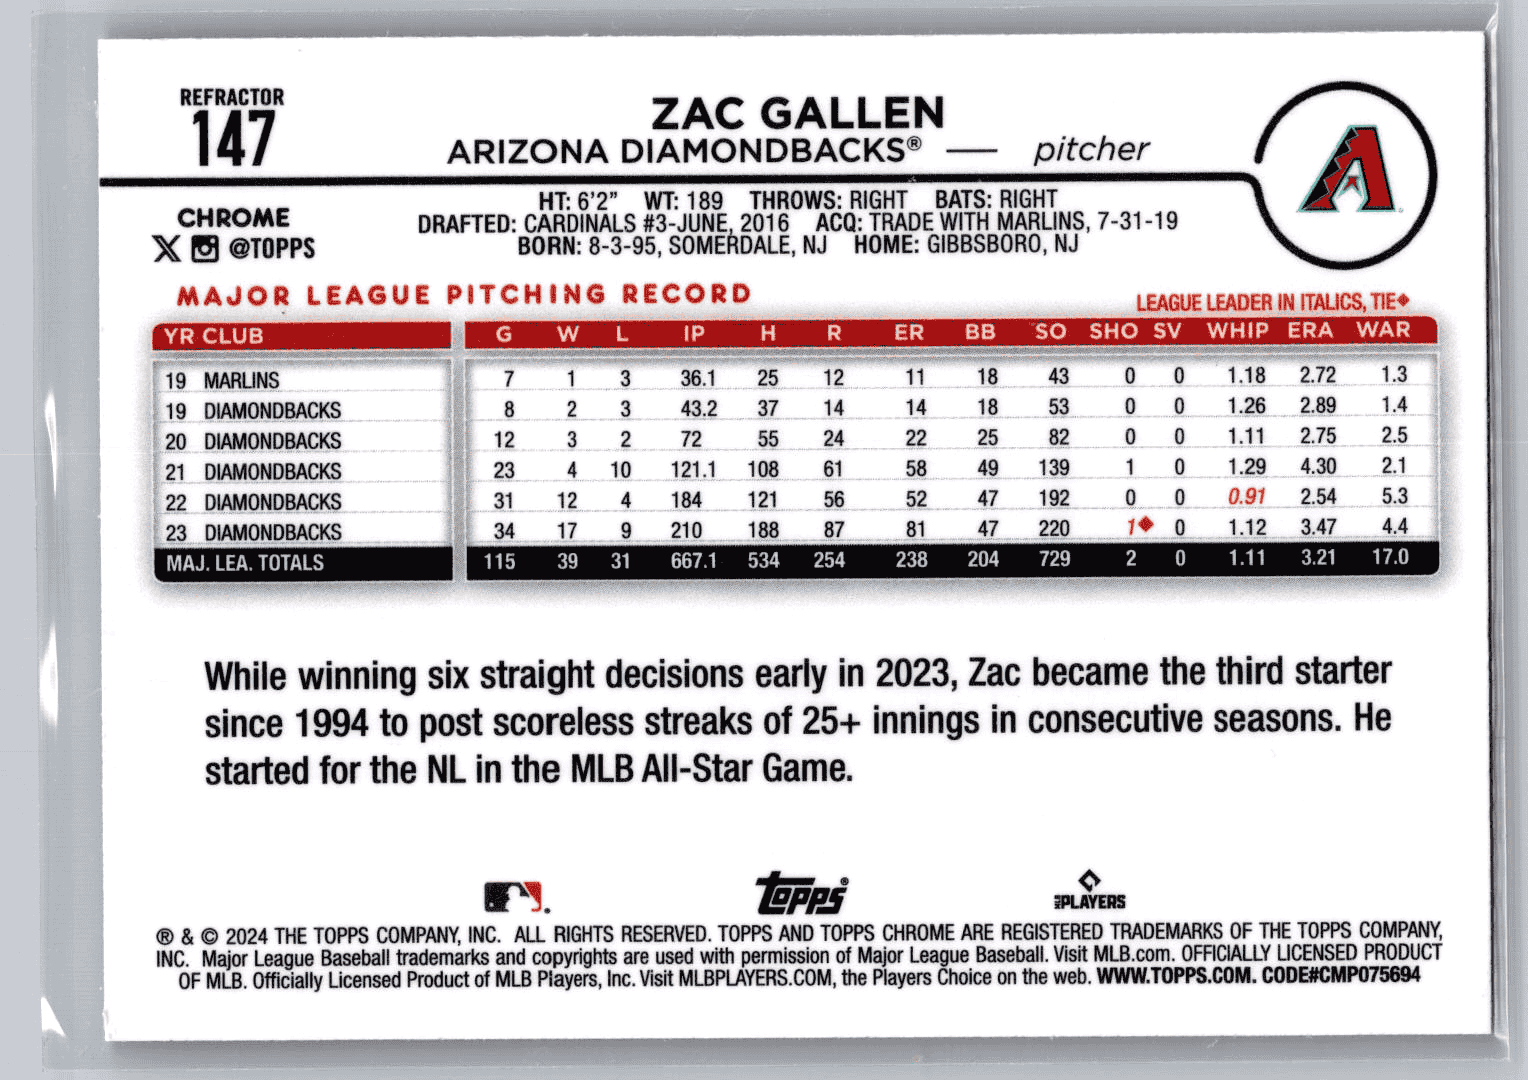 REFRACTOR
147
ZAC GALLEN
ARIZONA DIAMONDBACKS® — pitcher
CHROME
@TOPPS
HT: 6'2" WT: 189 THROWS: RIGHT BATS: RIGHT
DRAFTED: CARDINALS #3-JUNE, 2016 ACQ: TRADE WITH MARLINS, 7-31-19
BORN: 8-3-95, SOMERDALE, NJ HOME: GIBBSBORO, NJ
MAJOR LEAGUE PITCHING RECORD
LEAGUE LEADER IN ITALICS, TIE♦
YR CLUB G W L IP H R ER BB SO SHO SV WHIP ERA WAR
19 MARLINS 7 1 3 36.1 25 12 11 18 43 0 0 1.18 2.72 1.3
19 DIAMONDBACKS 8 2 3 43.2 37 14 14 18 53 0 0 1.26 2.89 1.4
20 DIAMONDBACKS 12 3 2 72 55 24 22 25 82 0 0 1.11 2.75 2.5
21 DIAMONDBACKS 23 4 10 121.1 108 61 58 49 139 1 0 1.29 4.30 2.1
22 DIAMONDBACKS 31 12 4 184 121 56 52 47 192 0 0 0.91 2.54 5.3
23 DIAMONDBACKS 34 17 9 210 188 87 81 47 220 1♦ 0 1.12 3.47 4.4
MAJ. LEA. TOTALS 115 39 31 667.1 534 254 238 204 729 2 0 1.11 3.21 17.0
While winning six straight decisions early in 2023, Zac became the third starter
since 1994 to post scoreless streaks of 25+ innings in consecutive seasons. He
started for the NL in the MLB All-Star Game.
Topps®
MLB PLAYERS
® & © 2024 THE TOPPS COMPANY, INC. ALL RIGHTS RESERVED. TOPPS AND TOPPS CHROME ARE REGISTERED TRADEMARKS OF THE TOPPS COMPANY,
INC. Major League Baseball trademarks and copyrights are used with permission of Major League Baseball. Visit MLB.com. OFFICIALLY LICENSED PRODUCT
OF MLB. Officially Licensed Product of MLB Players, Inc. Visit MLBPLAYERS.COM, the Players Choice on the web. WWW.TOPPS.COM. CODE#CMP075694